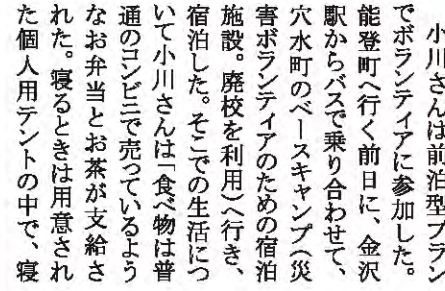 小川さんは前泊型プラン
でボランティアに参加した。
能登町へ行く前日に、金沢
駅からバスで乗り合わせて、
穴水町のベースキャンプ(災
害ボランティアのための宿泊
施設。廃校を利用)へ行き、
宿泊した。そこでの生活につ
いて小川さんは「食べ物は普
通のコンビニで売っているよう
なお弁当とお茶が支給さ
れた。寝るときは用意され
た個人用テントの中で、寝